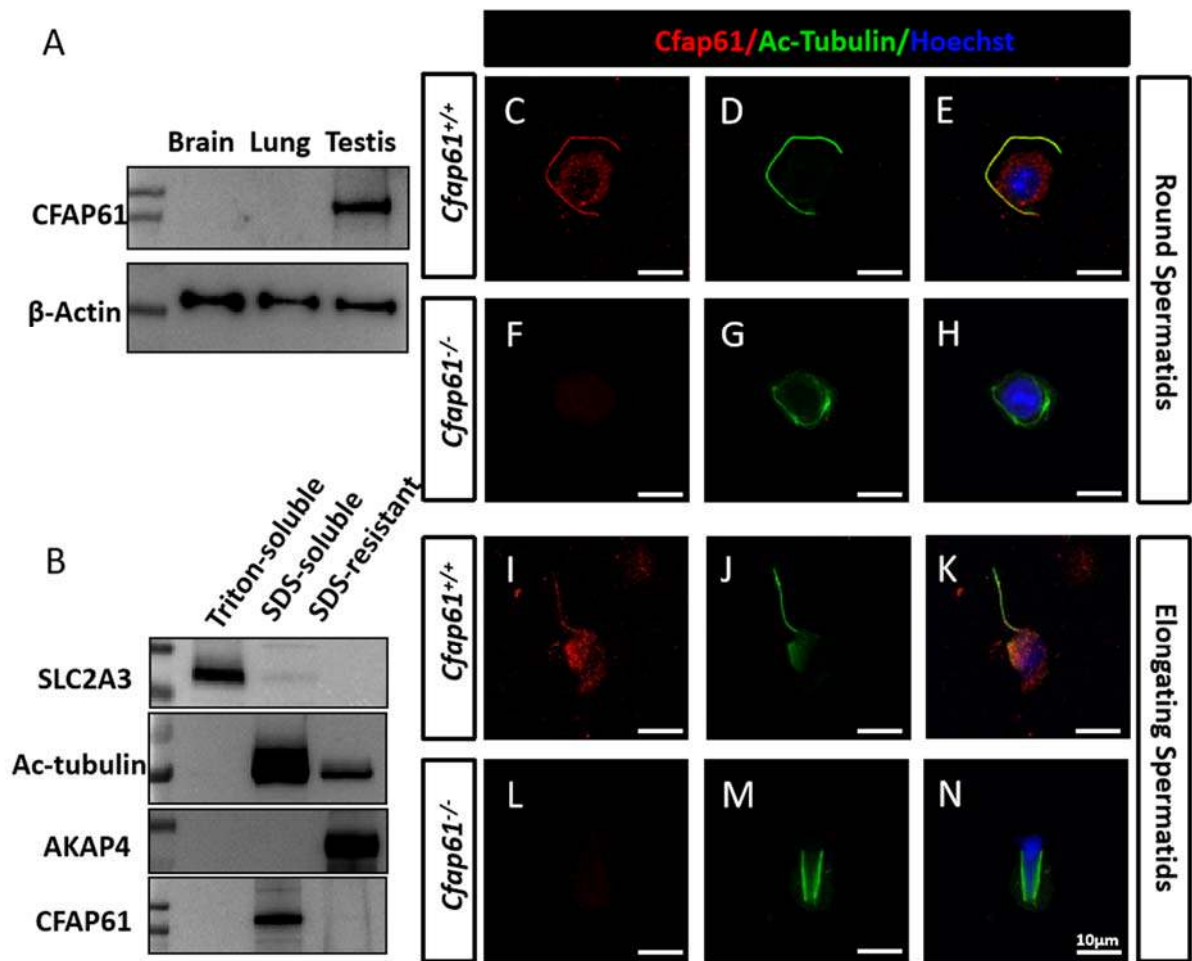 A
Brain Lung Testis
CFAP61
β-Actin
B
Triton-soluble
SDS-soluble
SDS-resistant
SLC2A3
Ac-tubulin
AKAP4
CFAP61
Cfap61/Ac-Tubulin/Hoechst
Cfap61+/+
C D E
Cfap61-/-
F G H
Round Spermatids
Cfap61+/+
I J K
Cfap61-/-
L M N
10μm
Elongating Spermatids